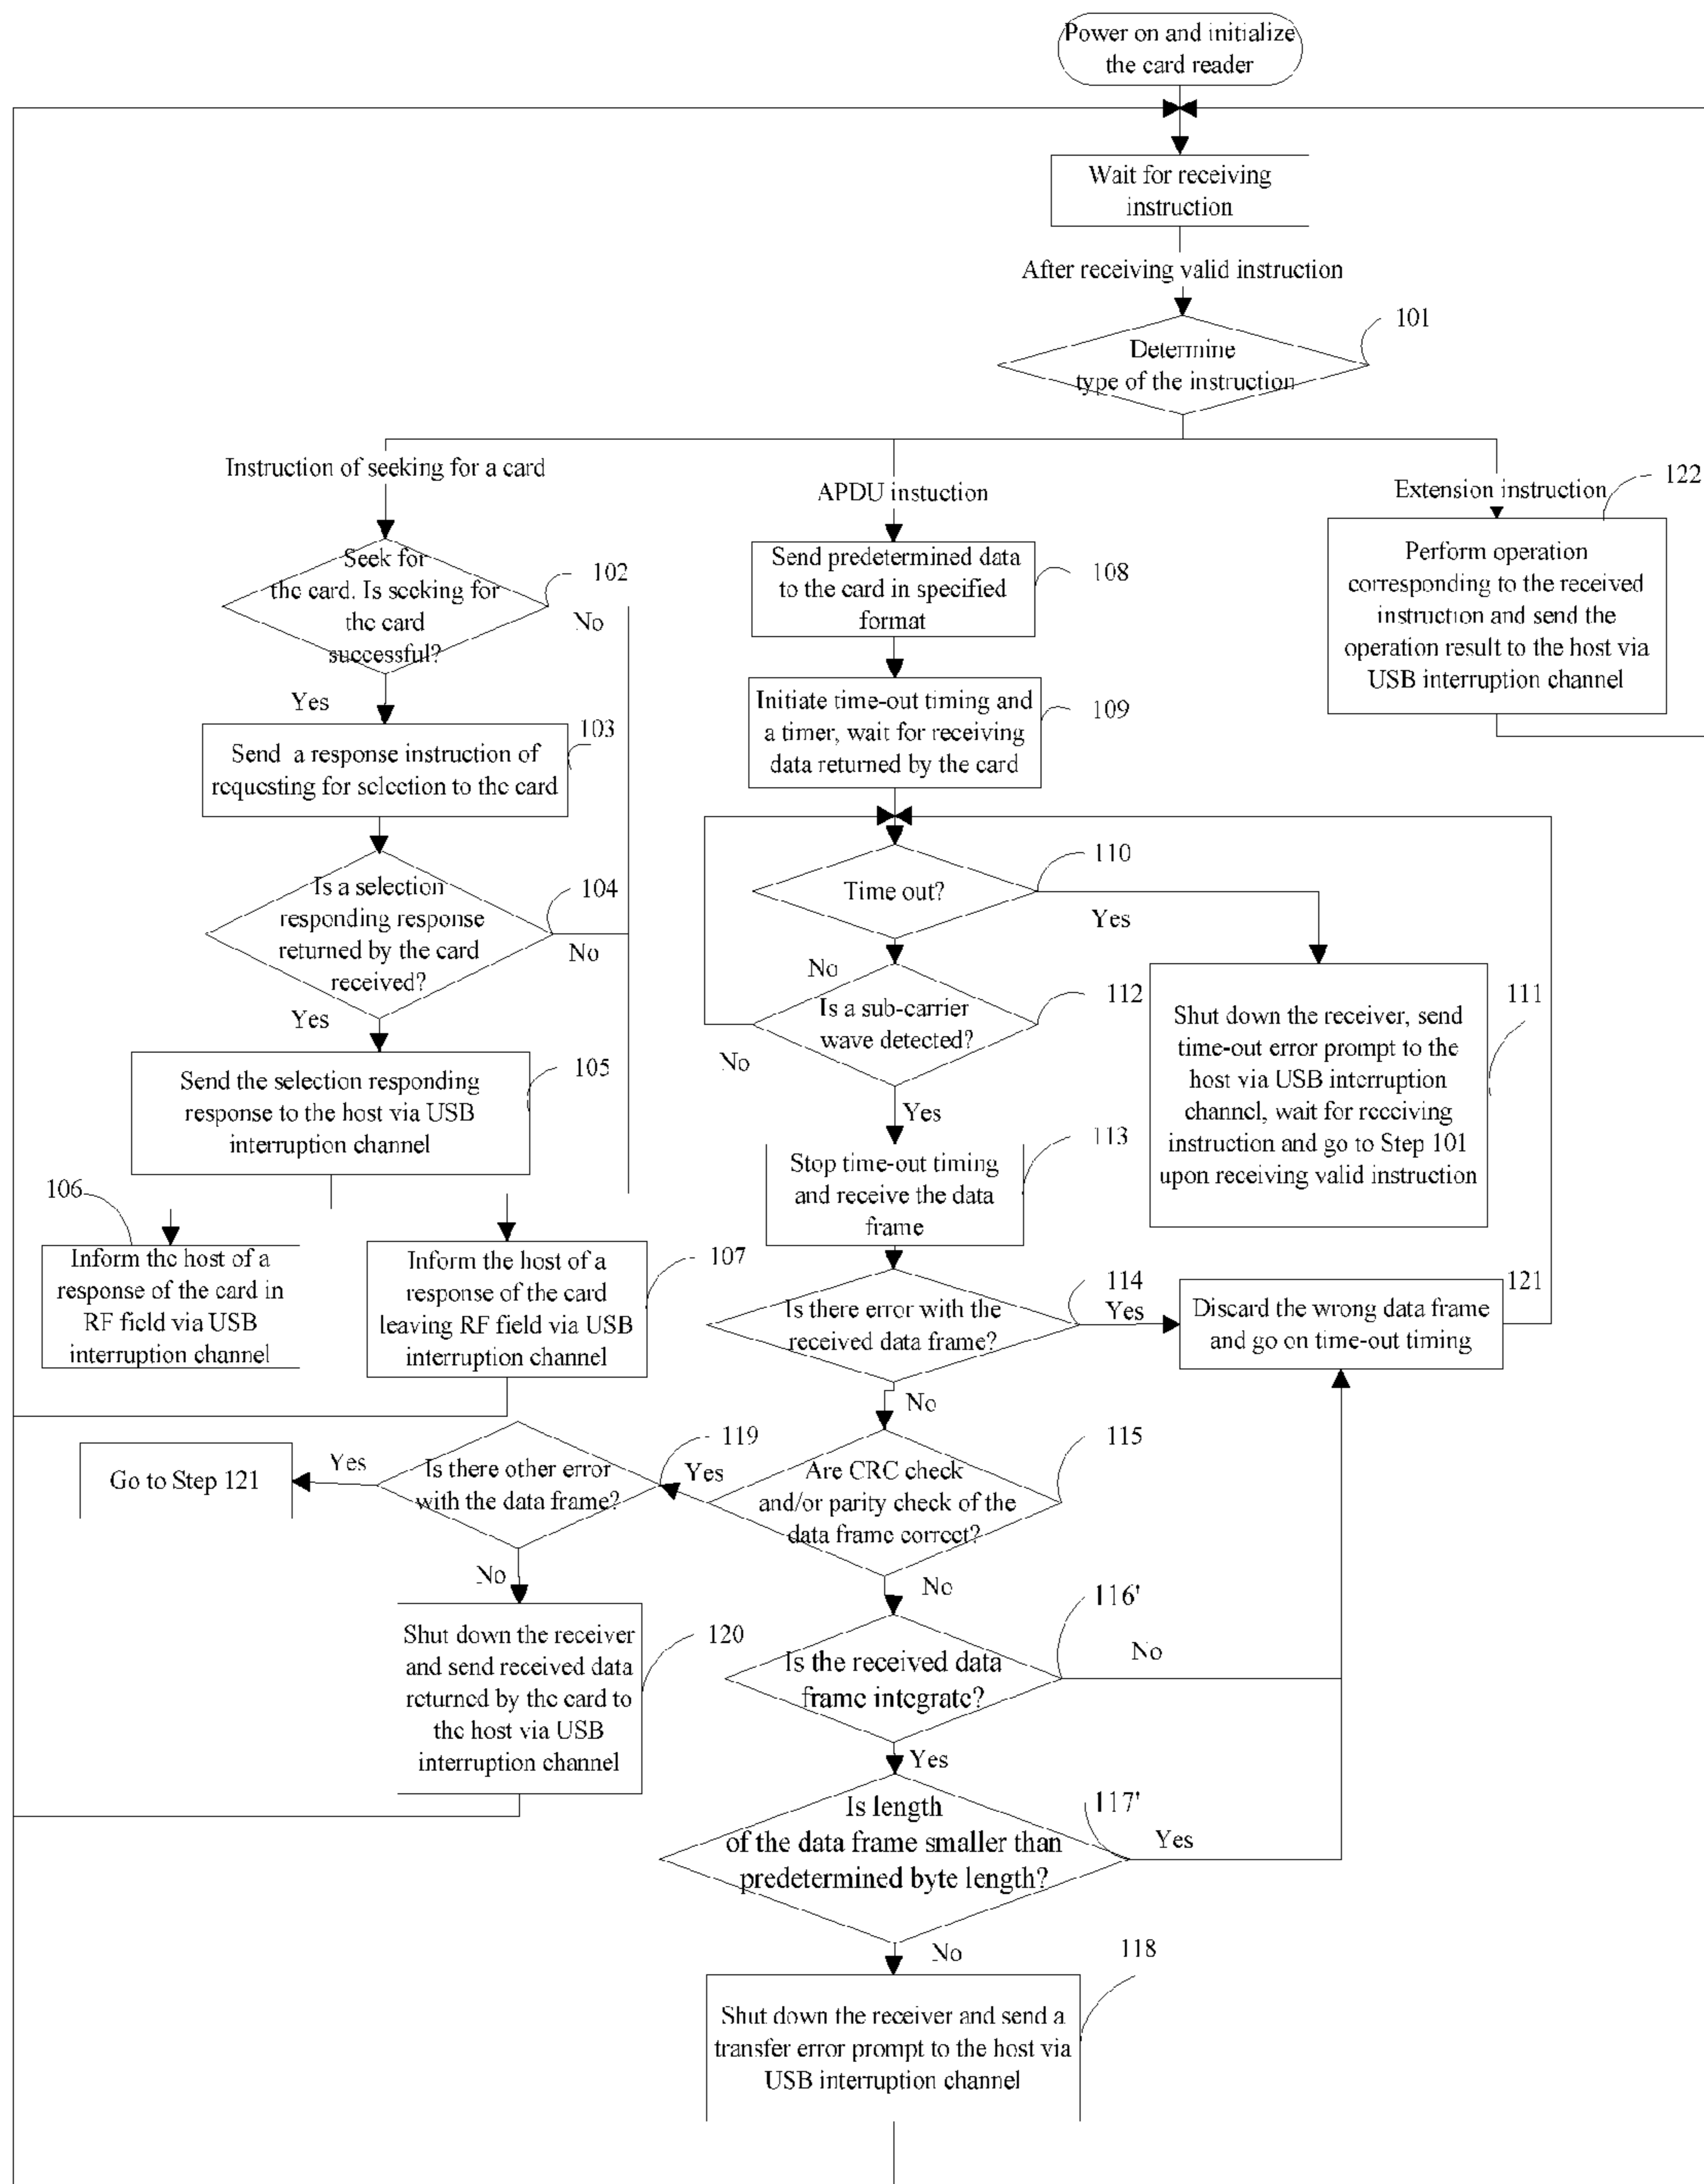 Power on and initialize
the card reader
Wait for receiving
instruction
After receiving valid instruction
101
Determine
type of the instruction
Instruction of seeking for a card
APDU instuction
Extension instruction
122
Seek for
the card. Is seeking for
the card
successful?
102
No
Yes
Send a response instruction of
requesting for selection to the card
103
Is a selection
responding response
returned by the card
received?
104
No
Yes
Send the selection responding
response to the host via USB
interruption channel
105
106
Inform the host of a
response of the card in
RF field via USB
interruption channel
Inform the host of a
response of the card
leaving RF field via USB
interruption channel
107
Send predetermined data
to the card in specified
format
108
Initiate time-out timing and
a timer, wait for receiving
data returned by the card
109
Time out?
110
Yes
No
Is a sub-carrier
wave detected?
112
No
Yes
Shut down the receiver, send
time-out error prompt to the
host via USB interruption
channel, wait for receiving
instruction and go to Step 101
upon receiving valid instruction
111
Stop time-out timing
and receive the data
frame
113
Is there error with the
received data frame?
114
Yes
Discard the wrong data frame
and go on time-out timing
121
No
Are CRC check
and/or parity check of the
data frame correct?
115
Yes
Is there other error
with the data frame?
119
Yes
Go to Step 121
No
Shut down the receiver
and send received data
returned by the card to
the host via USB
interruption channel
120
No
Is the received data
frame integrate?
116'
No
Yes
Is length
of the data frame smaller than
predetermined byte length?
117'
Yes
No
Shut down the receiver and send a
transfer error prompt to the host via
USB interruption channel
118
Perform operation
corresponding to the received
instruction and send the
operation result to the host via
USB interruption channel